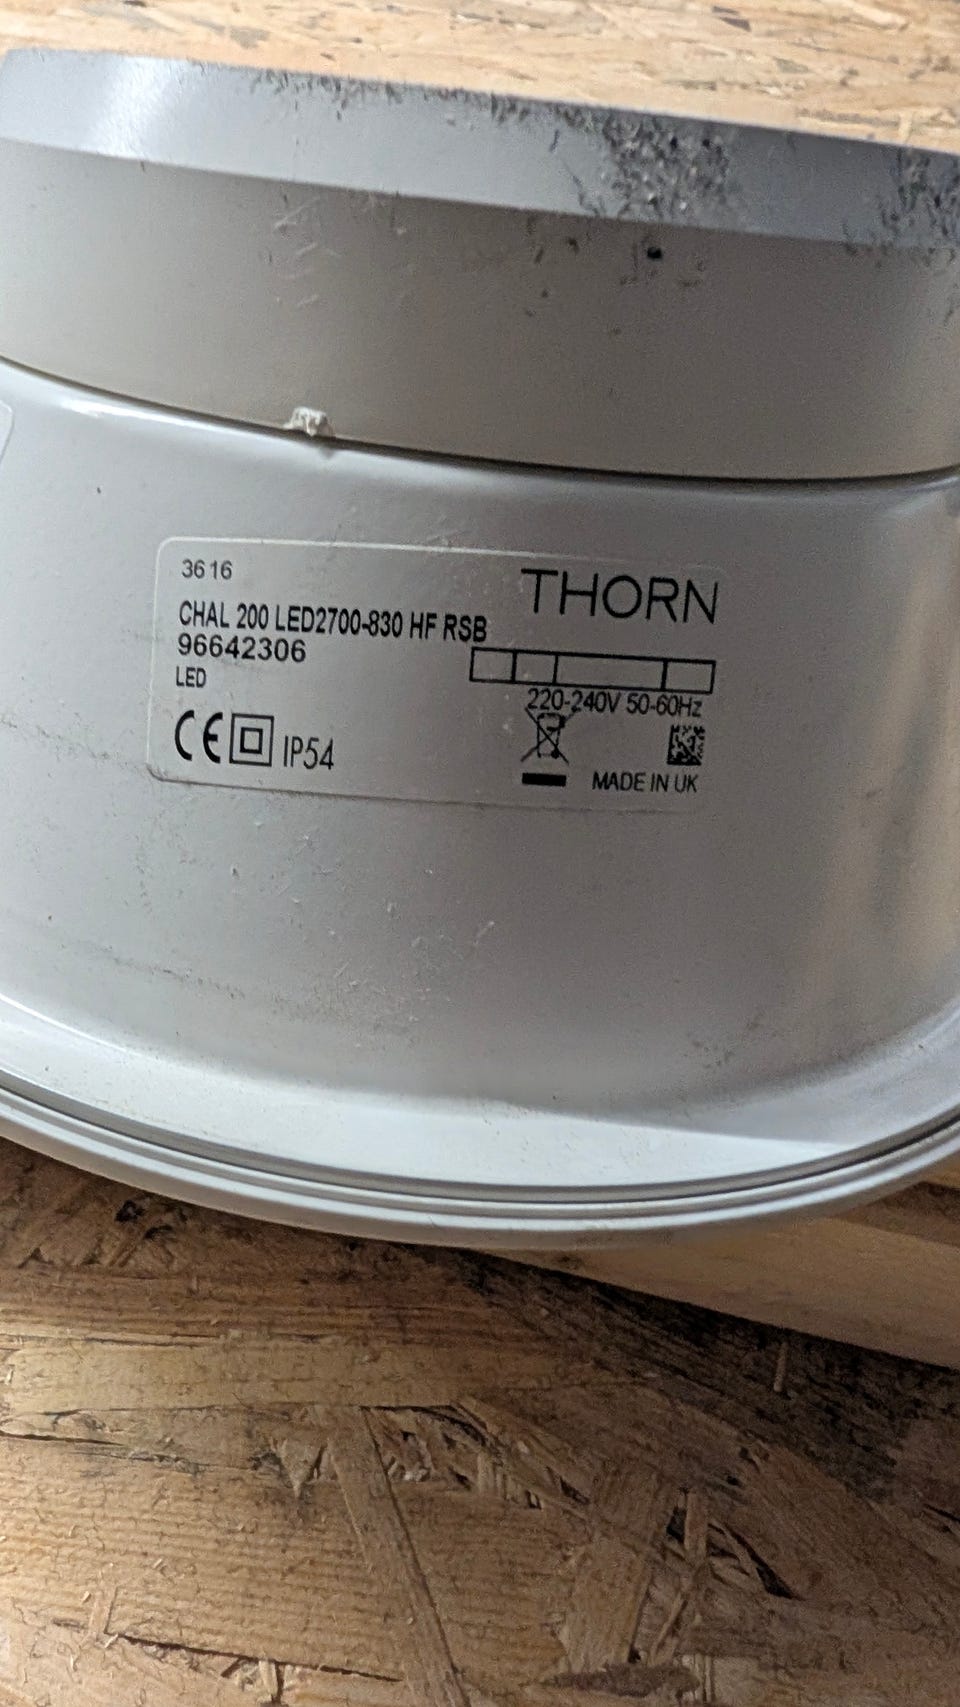 3616
THORN
CHAL 200 LED2700-830 HF RSB
96642306
LED
220-240V 50-60Hz
CE IP54
MADE IN UK